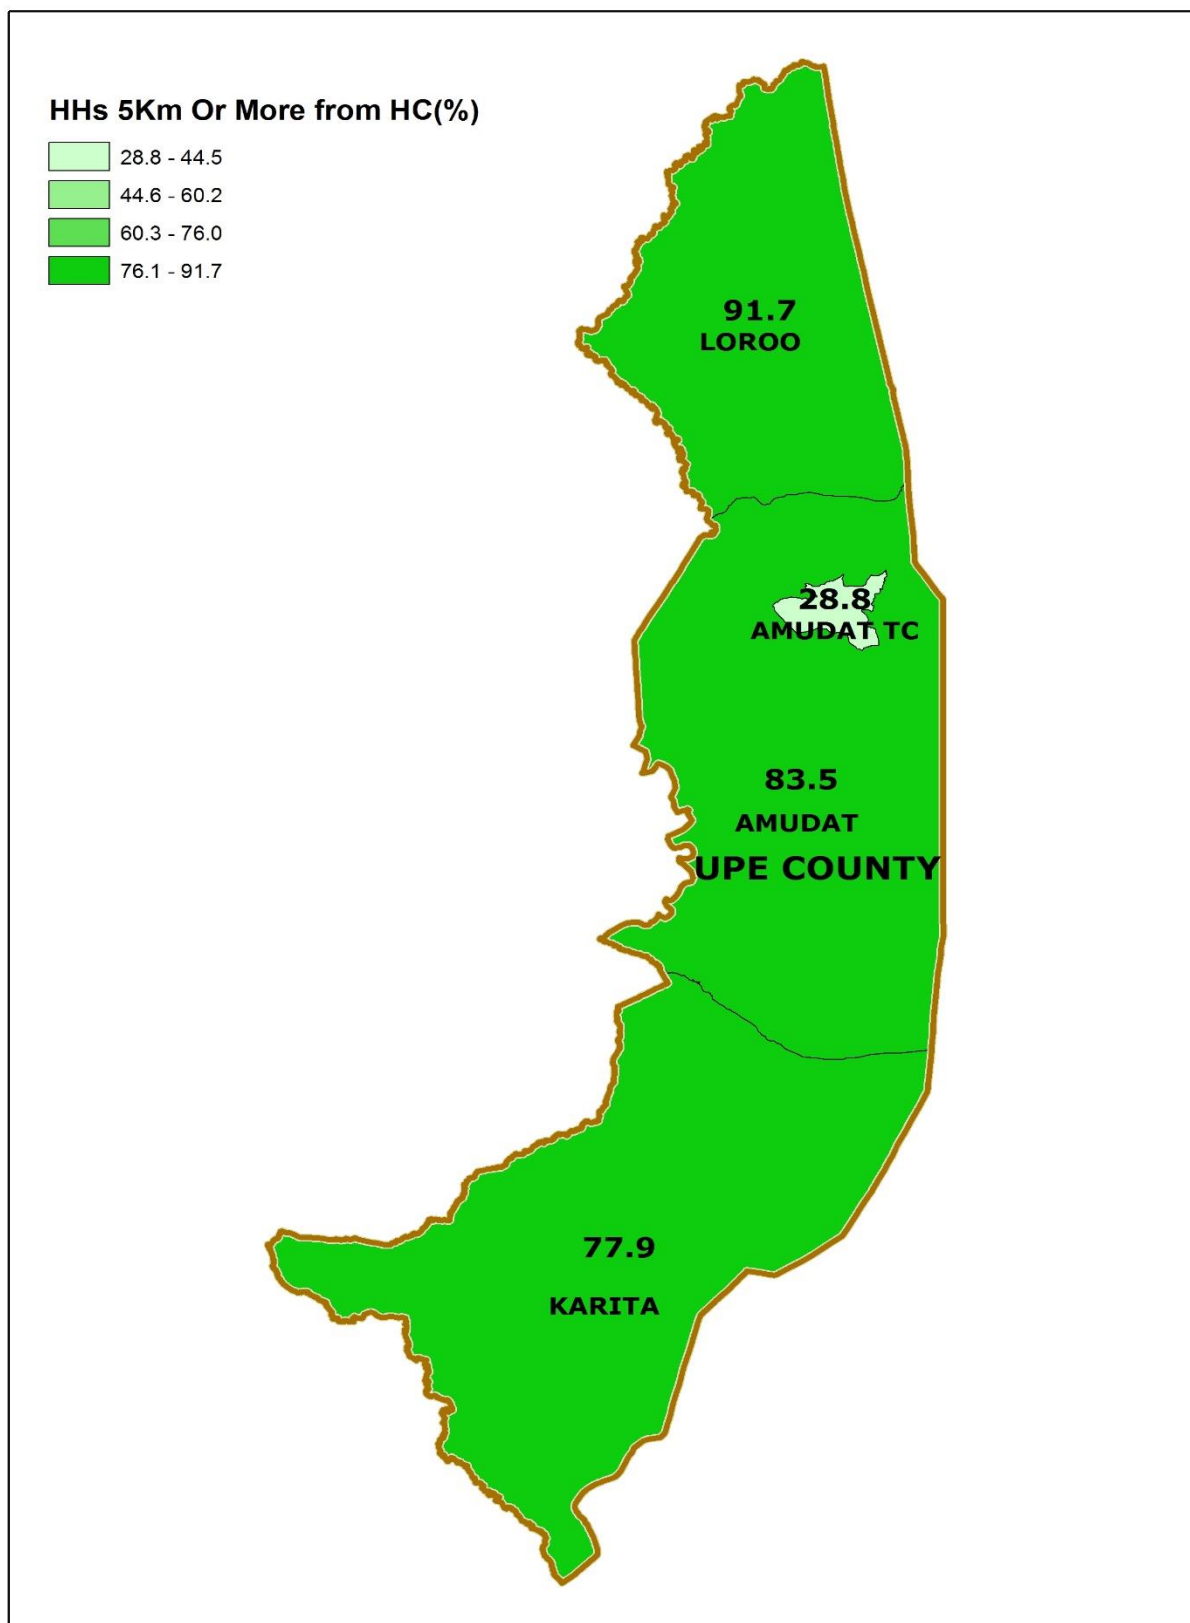 HHs 5Km Or More from HC(%)
28.8 - 44.5
44.6 - 60.2
60.3 - 76.0
76.1 - 91.7
91.7
LOROO
28.8
AMUDAT TC
83.5
AMUDAT
UPE COUNTY
77.9
KARITA